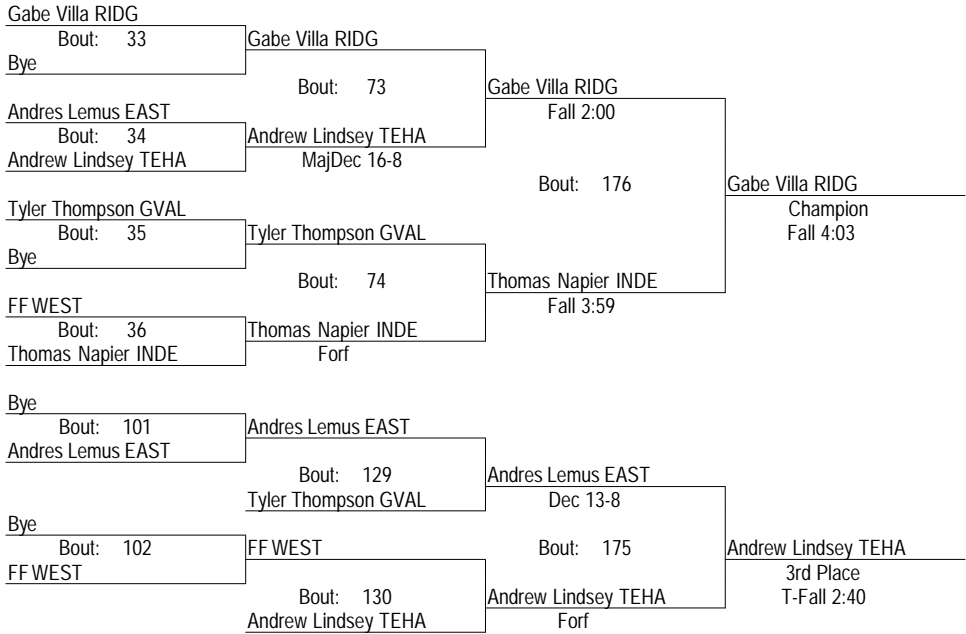 Gabe Villa RIDG
Bout: 33
Gabe Villa RIDG
Bye
Bout: 73
Gabe Villa RIDG
Andres Lemus EAST
Fall 2:00
Bout: 34
Andrew Lindsey TEHA
Andrew Lindsey TEHA
MajDec 16-8
Bout: 176
Gabe Villa RIDG
Tyler Thompson GVAL
Champion
Bout: 35
Tyler Thompson GVAL
Fall 4:03
Bye
Bout: 74
Thomas Napier INDE
FF WEST
Fall 3:59
Bout: 36
Thomas Napier INDE
Thomas Napier INDE
Forf
Bye
Bout: 101
Andres Lemus EAST
Andres Lemus EAST
Bout: 129
Andres Lemus EAST
Tyler Thompson GVAL
Dec 13-8
Bye
Bout: 102
FF WEST
Bout: 175
Andrew Lindsey TEHA
FF WEST
3rd Place
Bout: 130
Andrew Lindsey TEHA
T-Fall 2:40
Andrew Lindsey TEHA
Forf